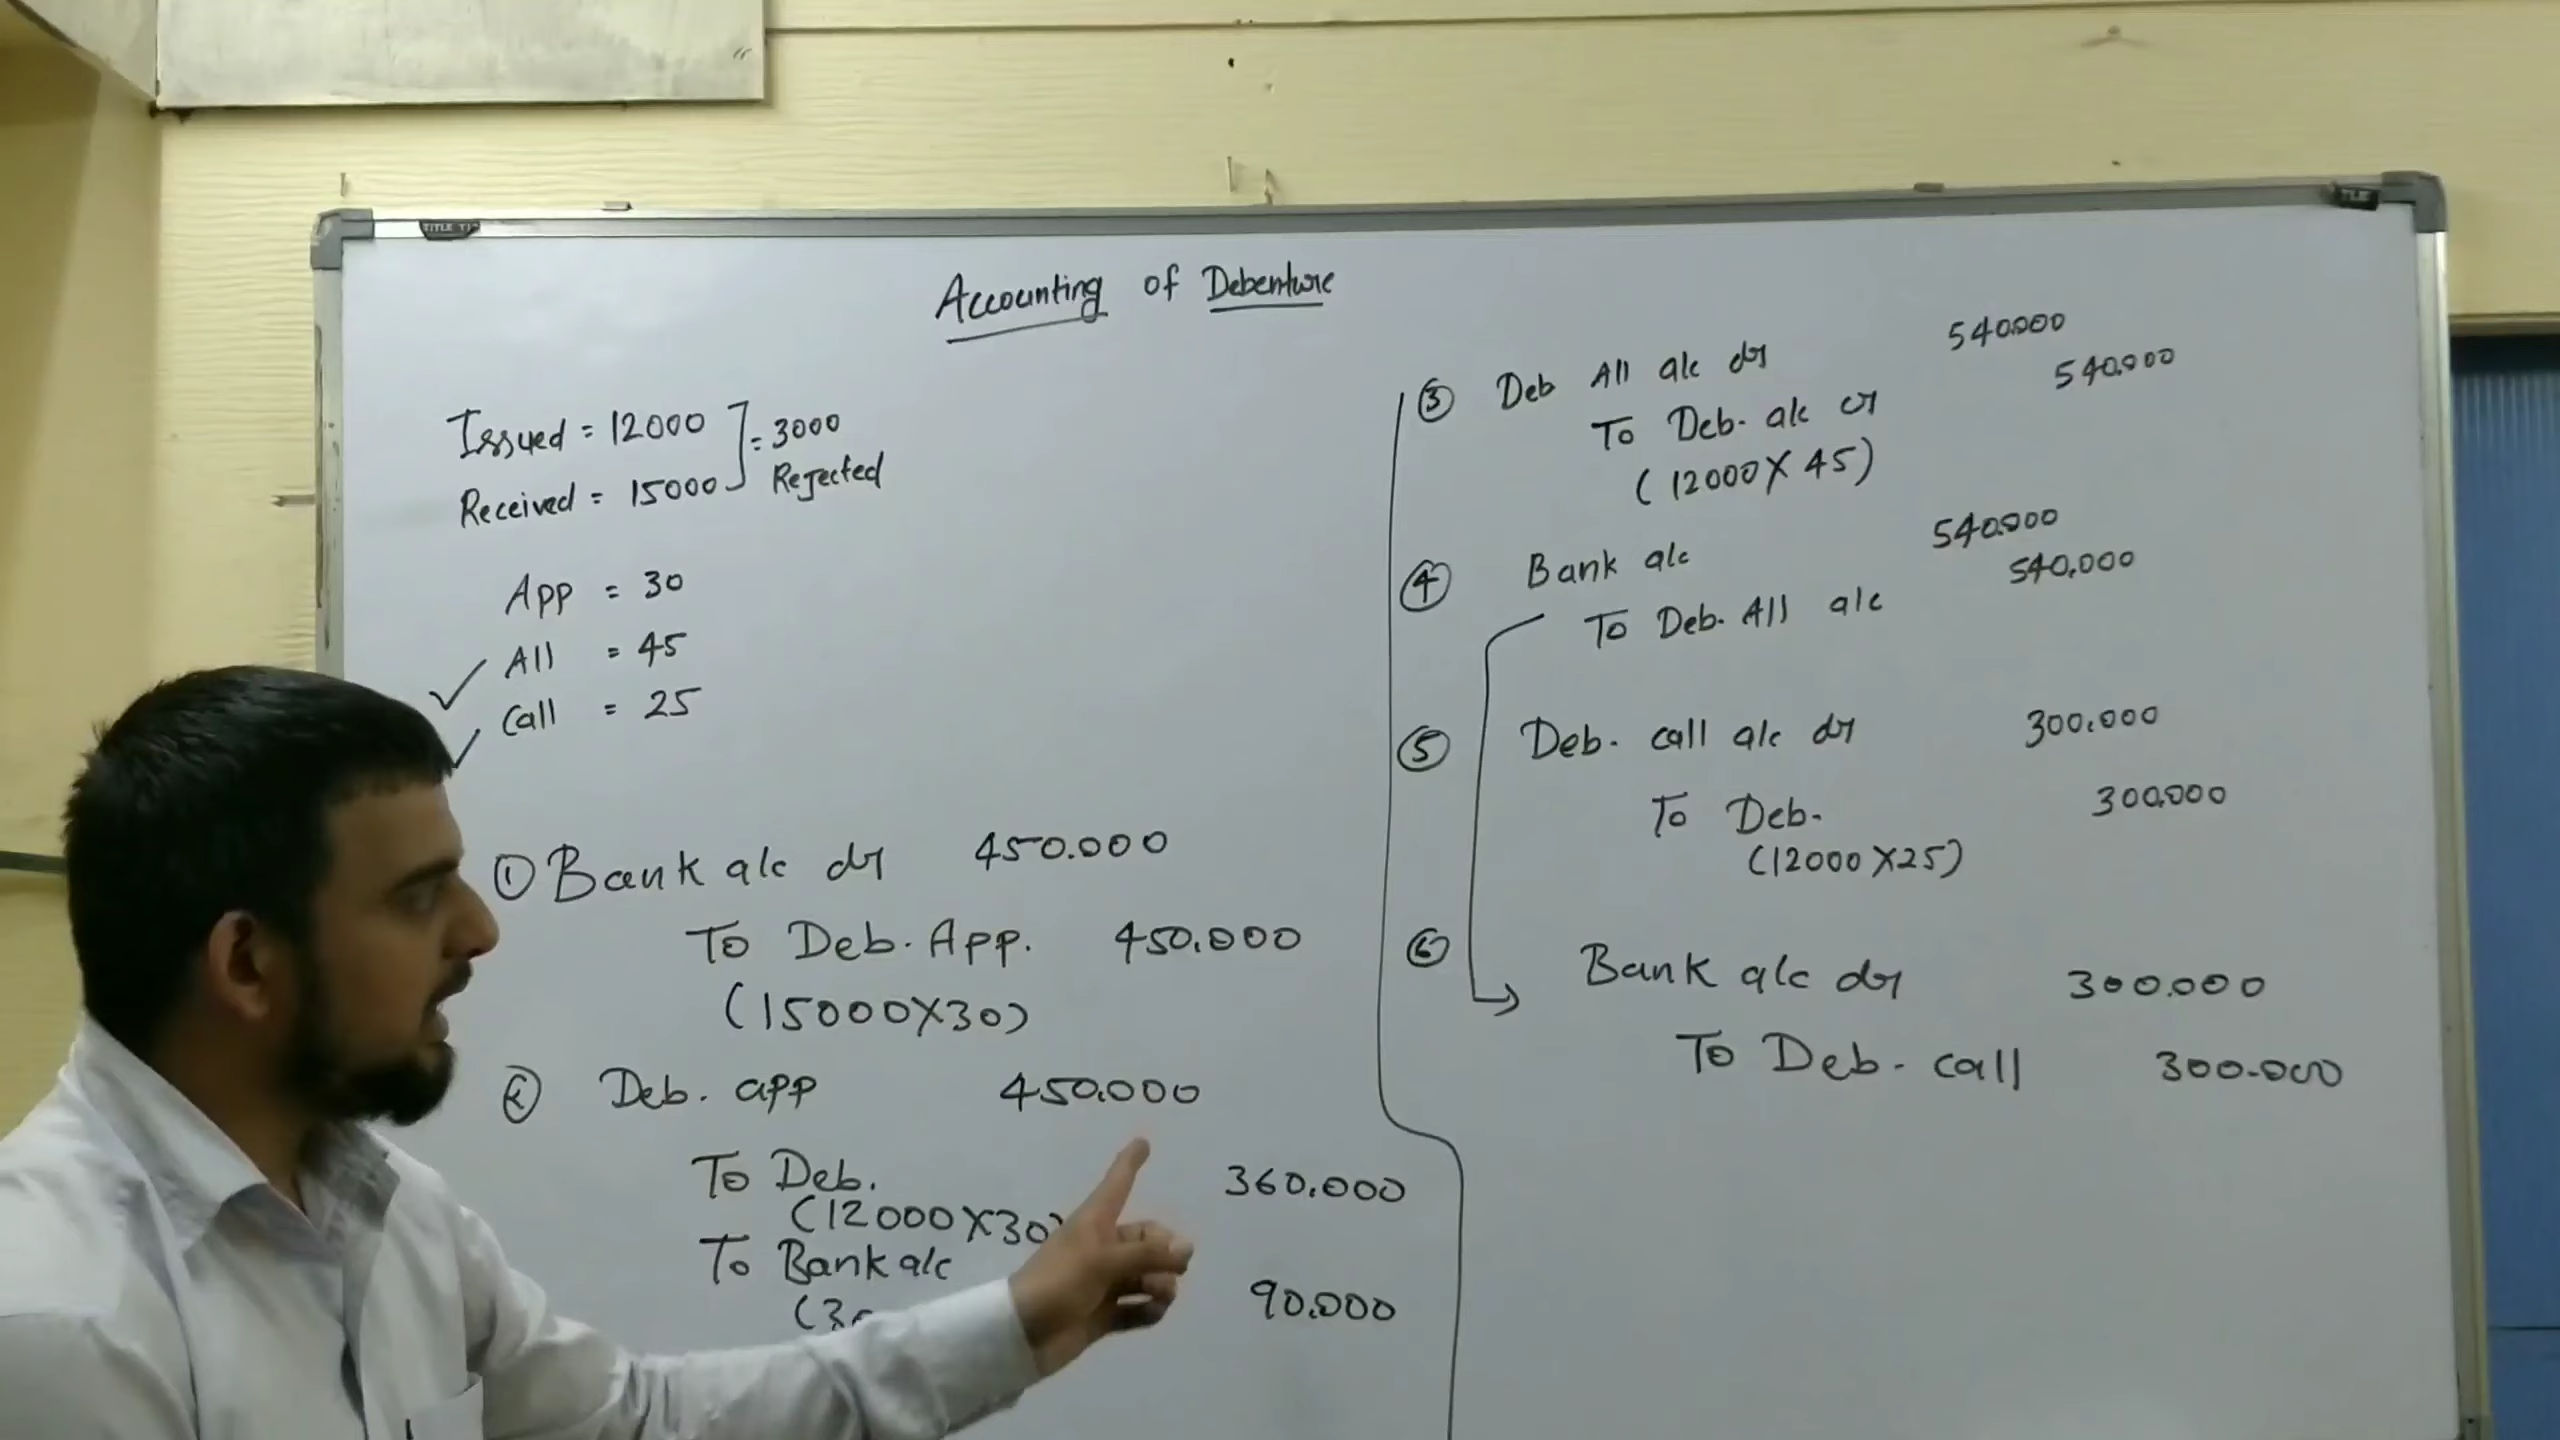 Accounting of Debenture
Issued = 12000
Received = 15000
= 3000
Rejected
App = 30
All = 45
Call = 25
① Bank a/c dr 450.000
To Deb. App. 450.000
(15000X30)
② Deb. app 450.000
To Deb. 360.000
(12000X30)
To Bank a/c 90.000
③ Deb All a/c dr 540.000
To Deb. a/c cr 540.000
(12000X45)
④ Bank a/c 540.000
To Deb. All a/c 540.000
⑤ Deb. call a/c dr 300.000
To Deb. 300.000
(12000X25)
⑥ Bank a/c dr 300.000
To Deb. call 300.000